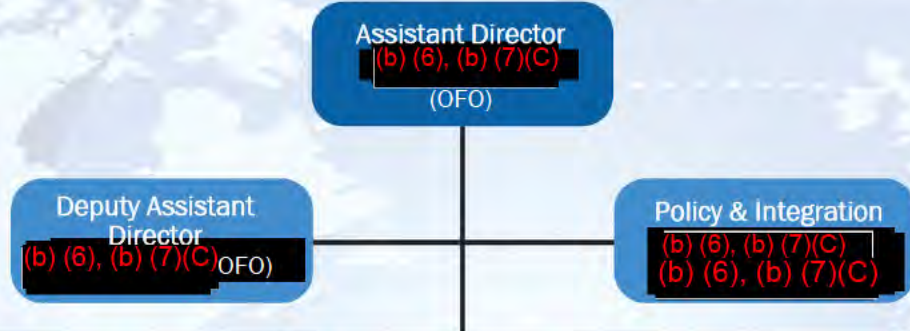 Assistant Director
(b) (6), (b) (7)(C)
(OFO)
Deputy Assistant
Director
(b) (6), (b) (7)(C)
OFO)
Policy & Integration
(b) (6), (b) (7)(C)
(b) (6), (b) (7)(C)